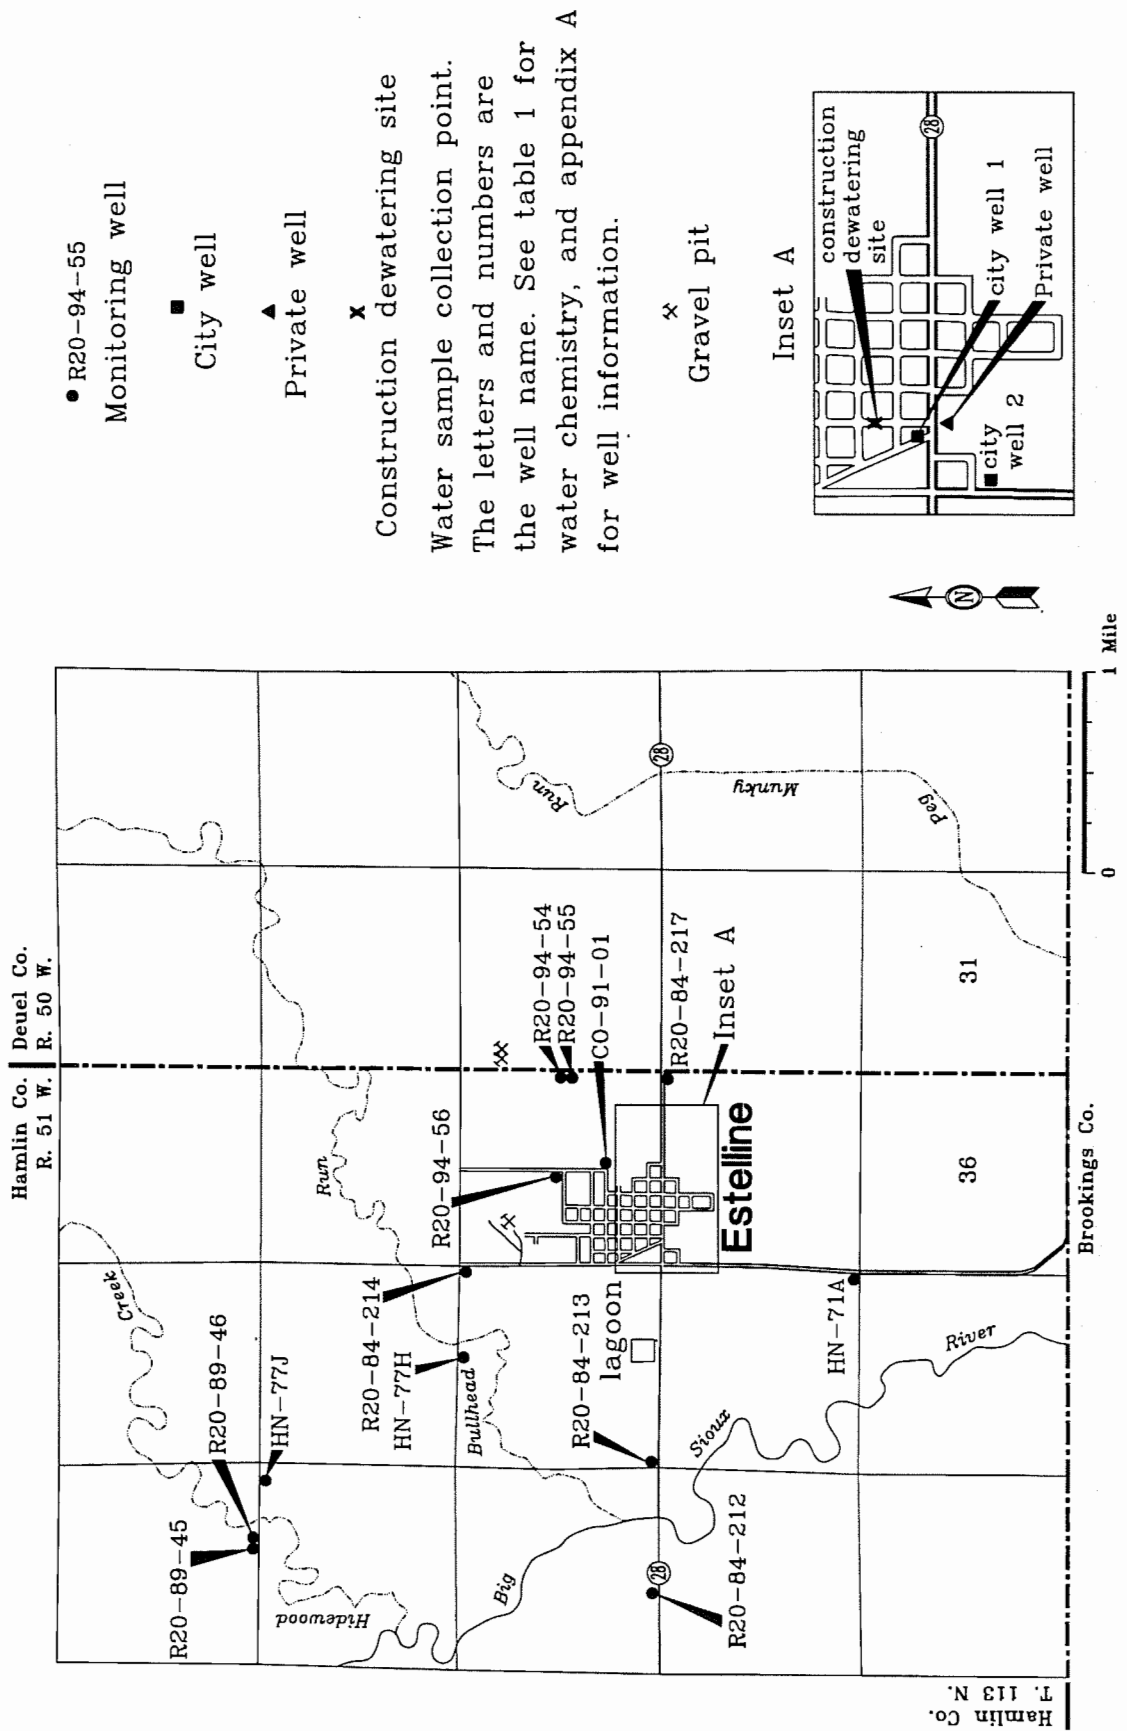 Hamlin Co. | Deuel Co.
R. 51 W. | R. 50 W.
Creek
R20-89-46
R20-89-45
HN-77J
Hidewood
Run
R20-84-214
HN-77H
Bullhead
R20-94-56
R20-94-54
R20-94-55
CO-91-01
R20-84-217
Inset A
Run
28
Munky
Peg
R20-84-213
lagoon
Estelline
Big
28
R20-84-212
Sioux
HN-71A
River
36
31
Hamlin Co.
T. 113 N.
Brookings Co.
0
1 Mile
N
R20-94-55
Monitoring well
City well
Private well
Construction dewatering site
Water sample collection point.
The letters and numbers are
the well name. See table 1 for
water chemistry, and appendix A
for well information.
Gravel pit
Inset A
construction
dewatering
site
28
city well 1
city
well 2
Private well